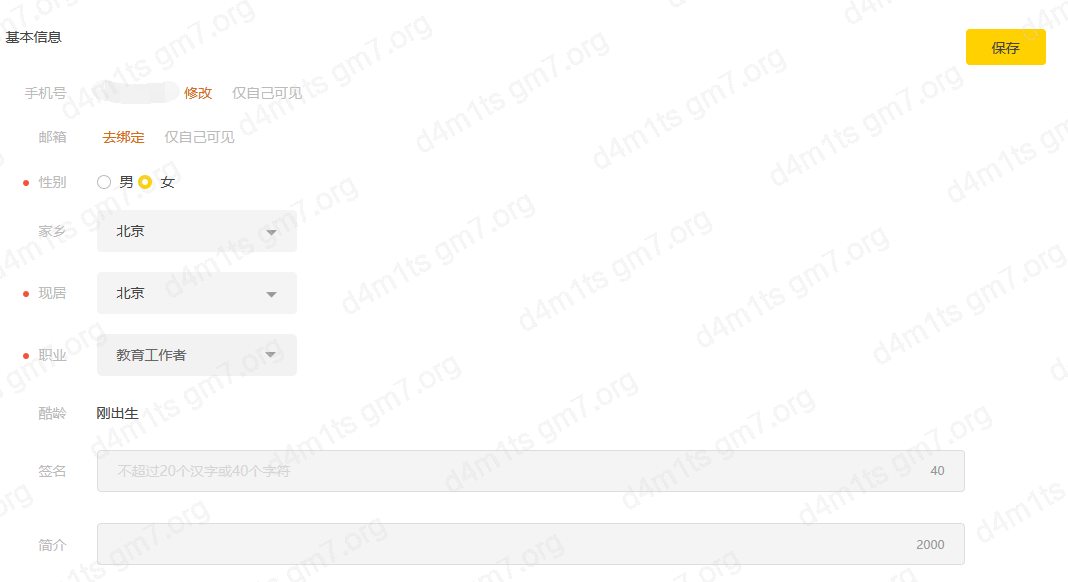 基本信息
保存
手机号 修改 仅自己可见
邮箱 去绑定 仅自己可见
性别 男 女
家乡 北京
现居 北京
职业 教育工作者
酷龄 刚出生
签名 不超过20个汉字或40个字符 40
简介 2000
d4m1ts gm7.org